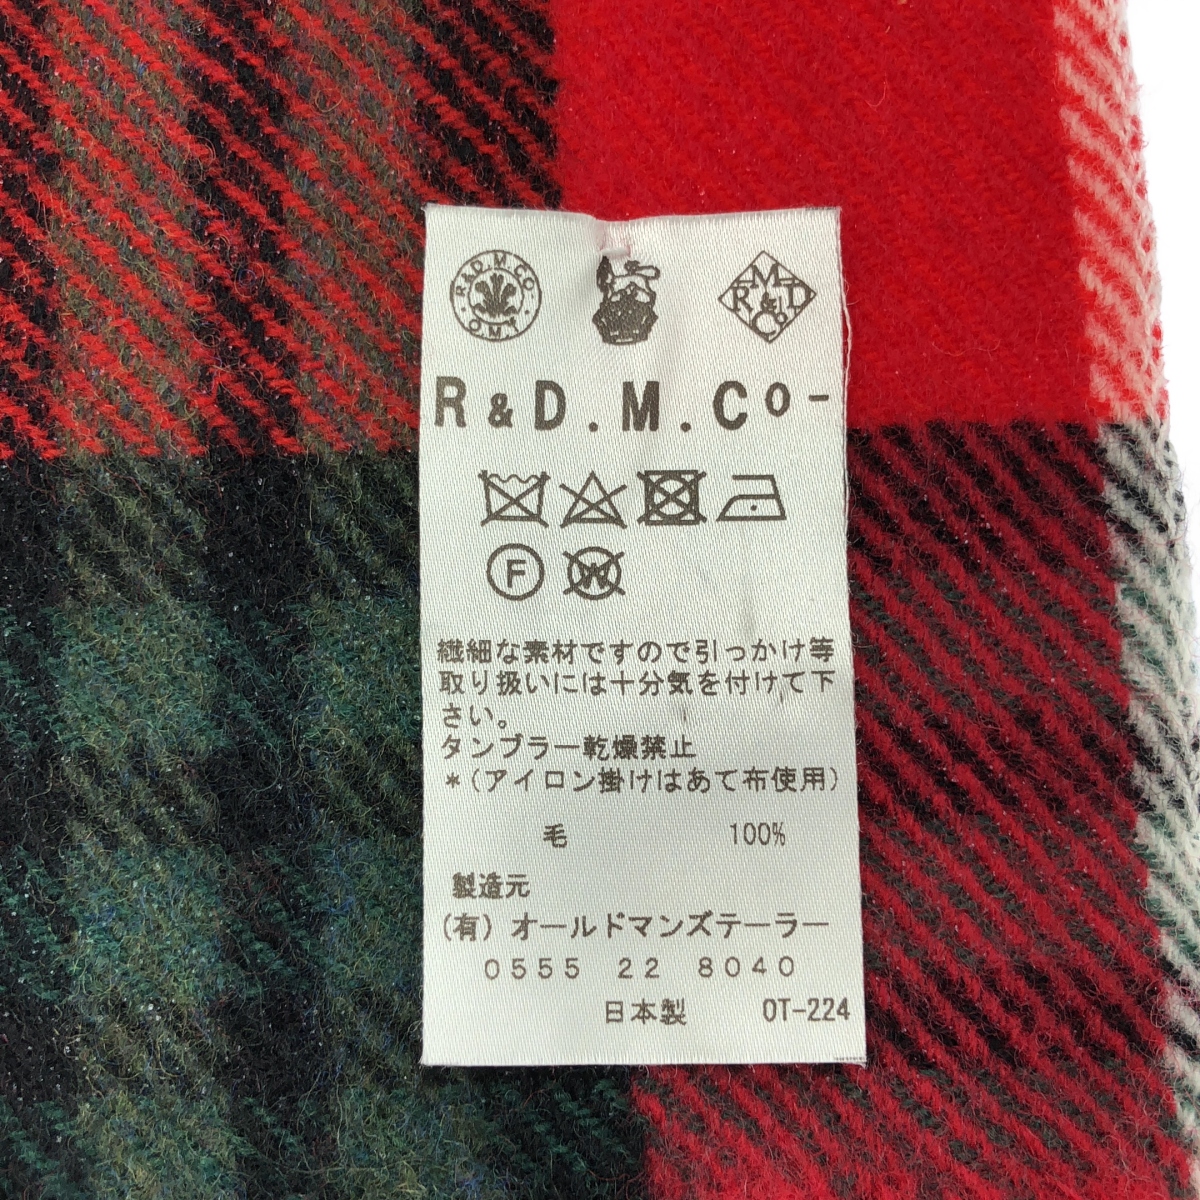 R&D.M.CO
O.M.T
R M & D Co
R & D . M . Co-
F W
繊細な素材ですので引っかけ等
取り扱いには十分気を付けて下
さい。
タンブラー乾燥禁止
*(アイロン掛けはあて布使用)
毛 100%
製造元
(有) オールドマンズテーラー
0555 22 8040
日本製 OT-224